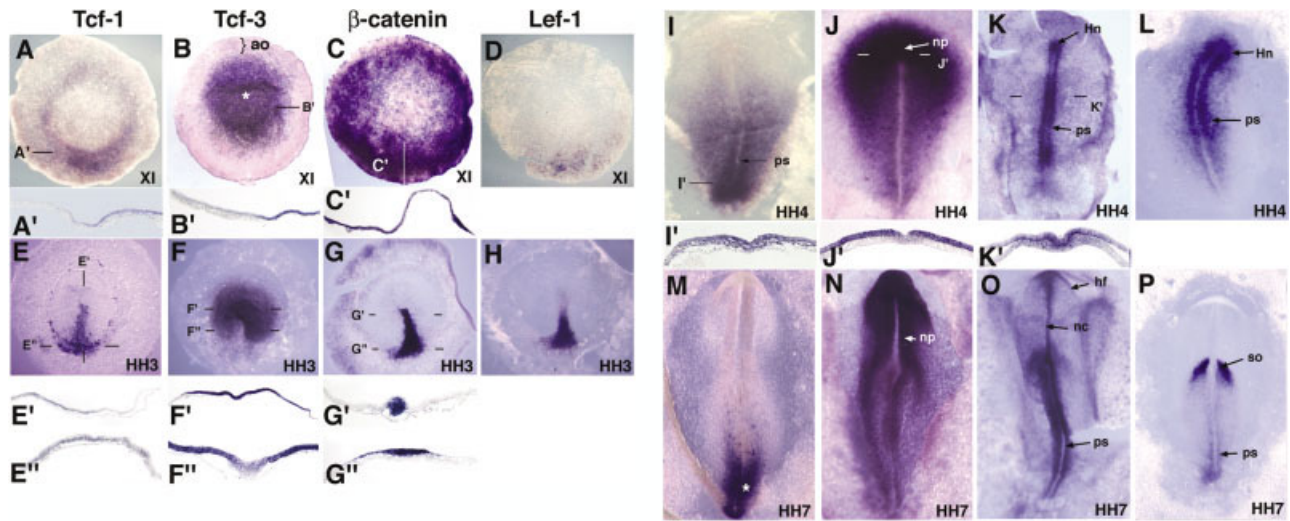 Tcf-1 Tcf-3 β-catenin Lef-1
A B } ao C D I J K L
np Hn Hn
J'
B' K'
A' C' ps ps ps
I'
XI XI XI XI HH4 HH4 HH4 HH4
A' B' C' I' J' K'
E F G H M N O P
E' hf
F' G' nc
F" np so
E" G" ps ps
HH3 HH3 HH3 HH3
E' F' G'
E" F" G" HH7 HH7 HH7 HH7